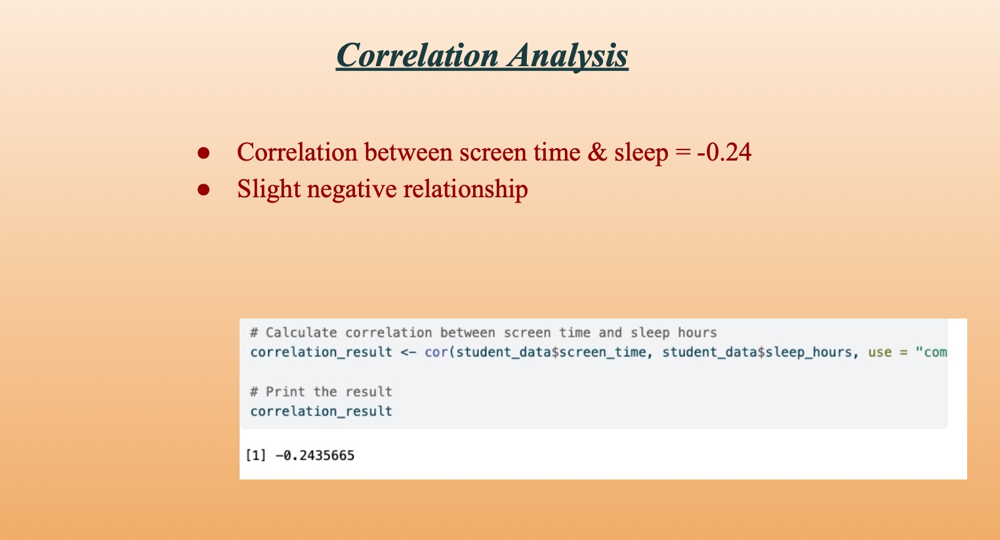 Correlation Analysis
● Correlation between screen time & sleep = -0.24
● Slight negative relationship
# Calculate correlation between screen time and sleep hours
correlation_result <- cor(student_data$screen_time, student_data$sleep_hours, use = "com
# Print the result
correlation_result
[1] -0.2435665